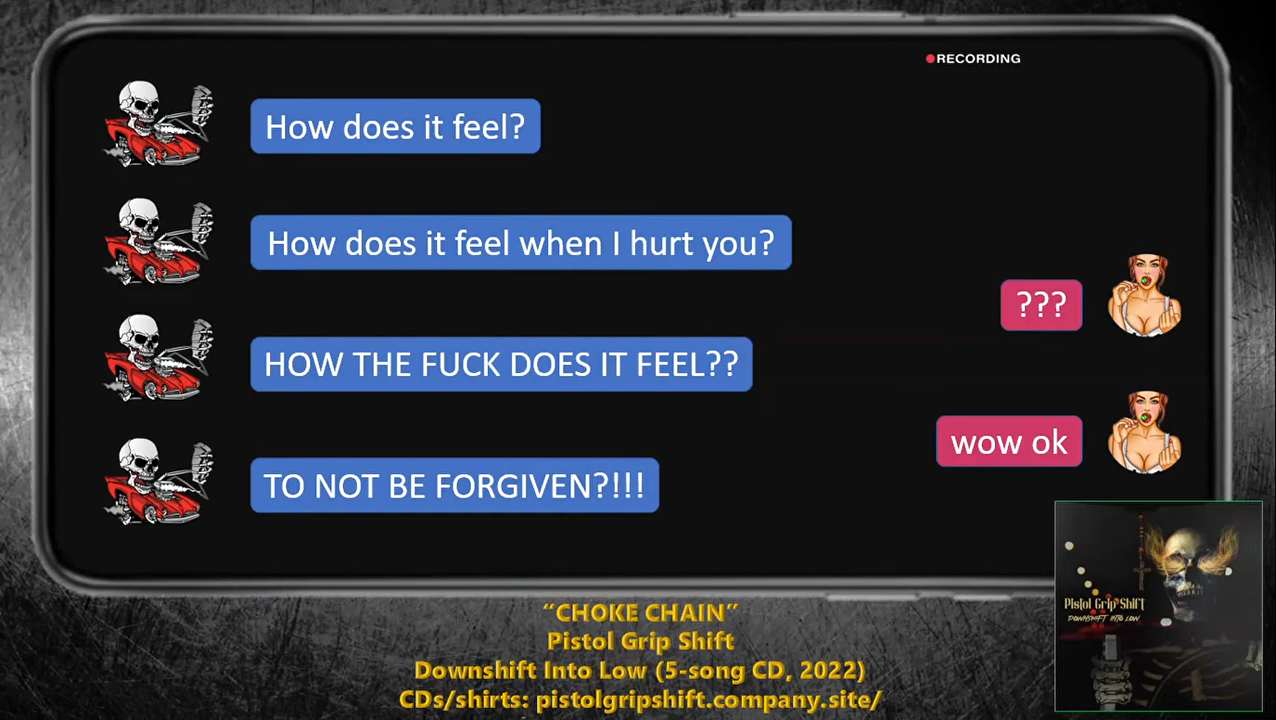 RECORDING
How does it feel?
How does it feel when I hurt you?
???
HOW THE FUCK DOES IT FEEL??
wow ok
TO NOT BE FORGIVEN?!!!
Pistol Grip Shift
DOWNSHIFT INTO LOW
“CHOKE CHAIN”
Pistol Grip Shift
Downshift Into Low (5-song CD, 2022)
CDs/shirts: pistolgripshift.company.site/